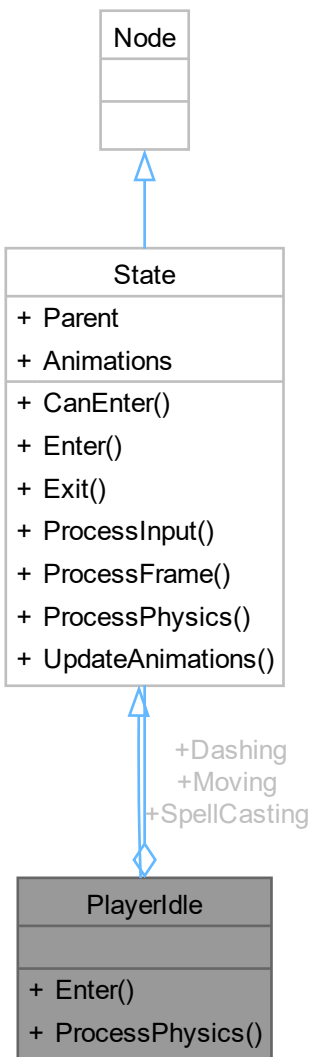 Node
State
+ Parent
+ Animations
+ CanEnter()
+ Enter()
+ Exit()
+ ProcessInput()
+ ProcessFrame()
+ ProcessPhysics()
+ UpdateAnimations()
+Dashing
+Moving
+SpellCasting
PlayerIdle
+ Enter()
+ ProcessPhysics()